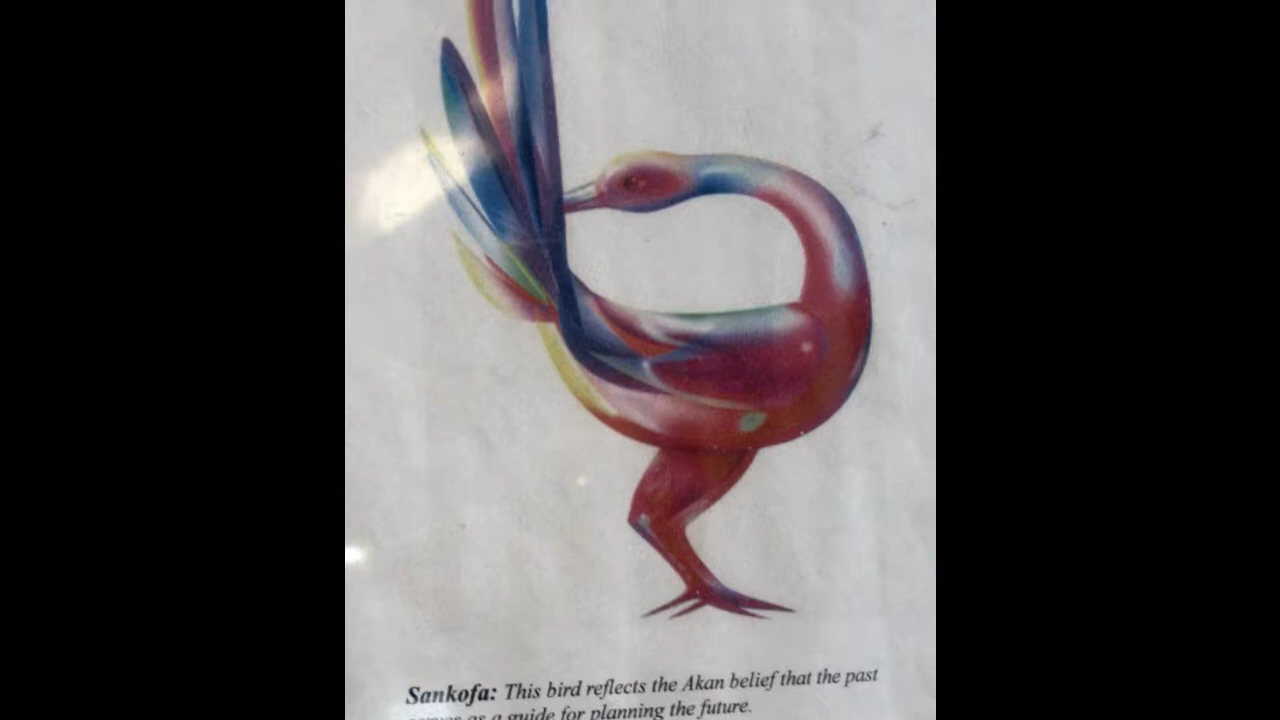 Sankofa: This bird reflects the Akan belief that the past
serves as a guide for planning the future.